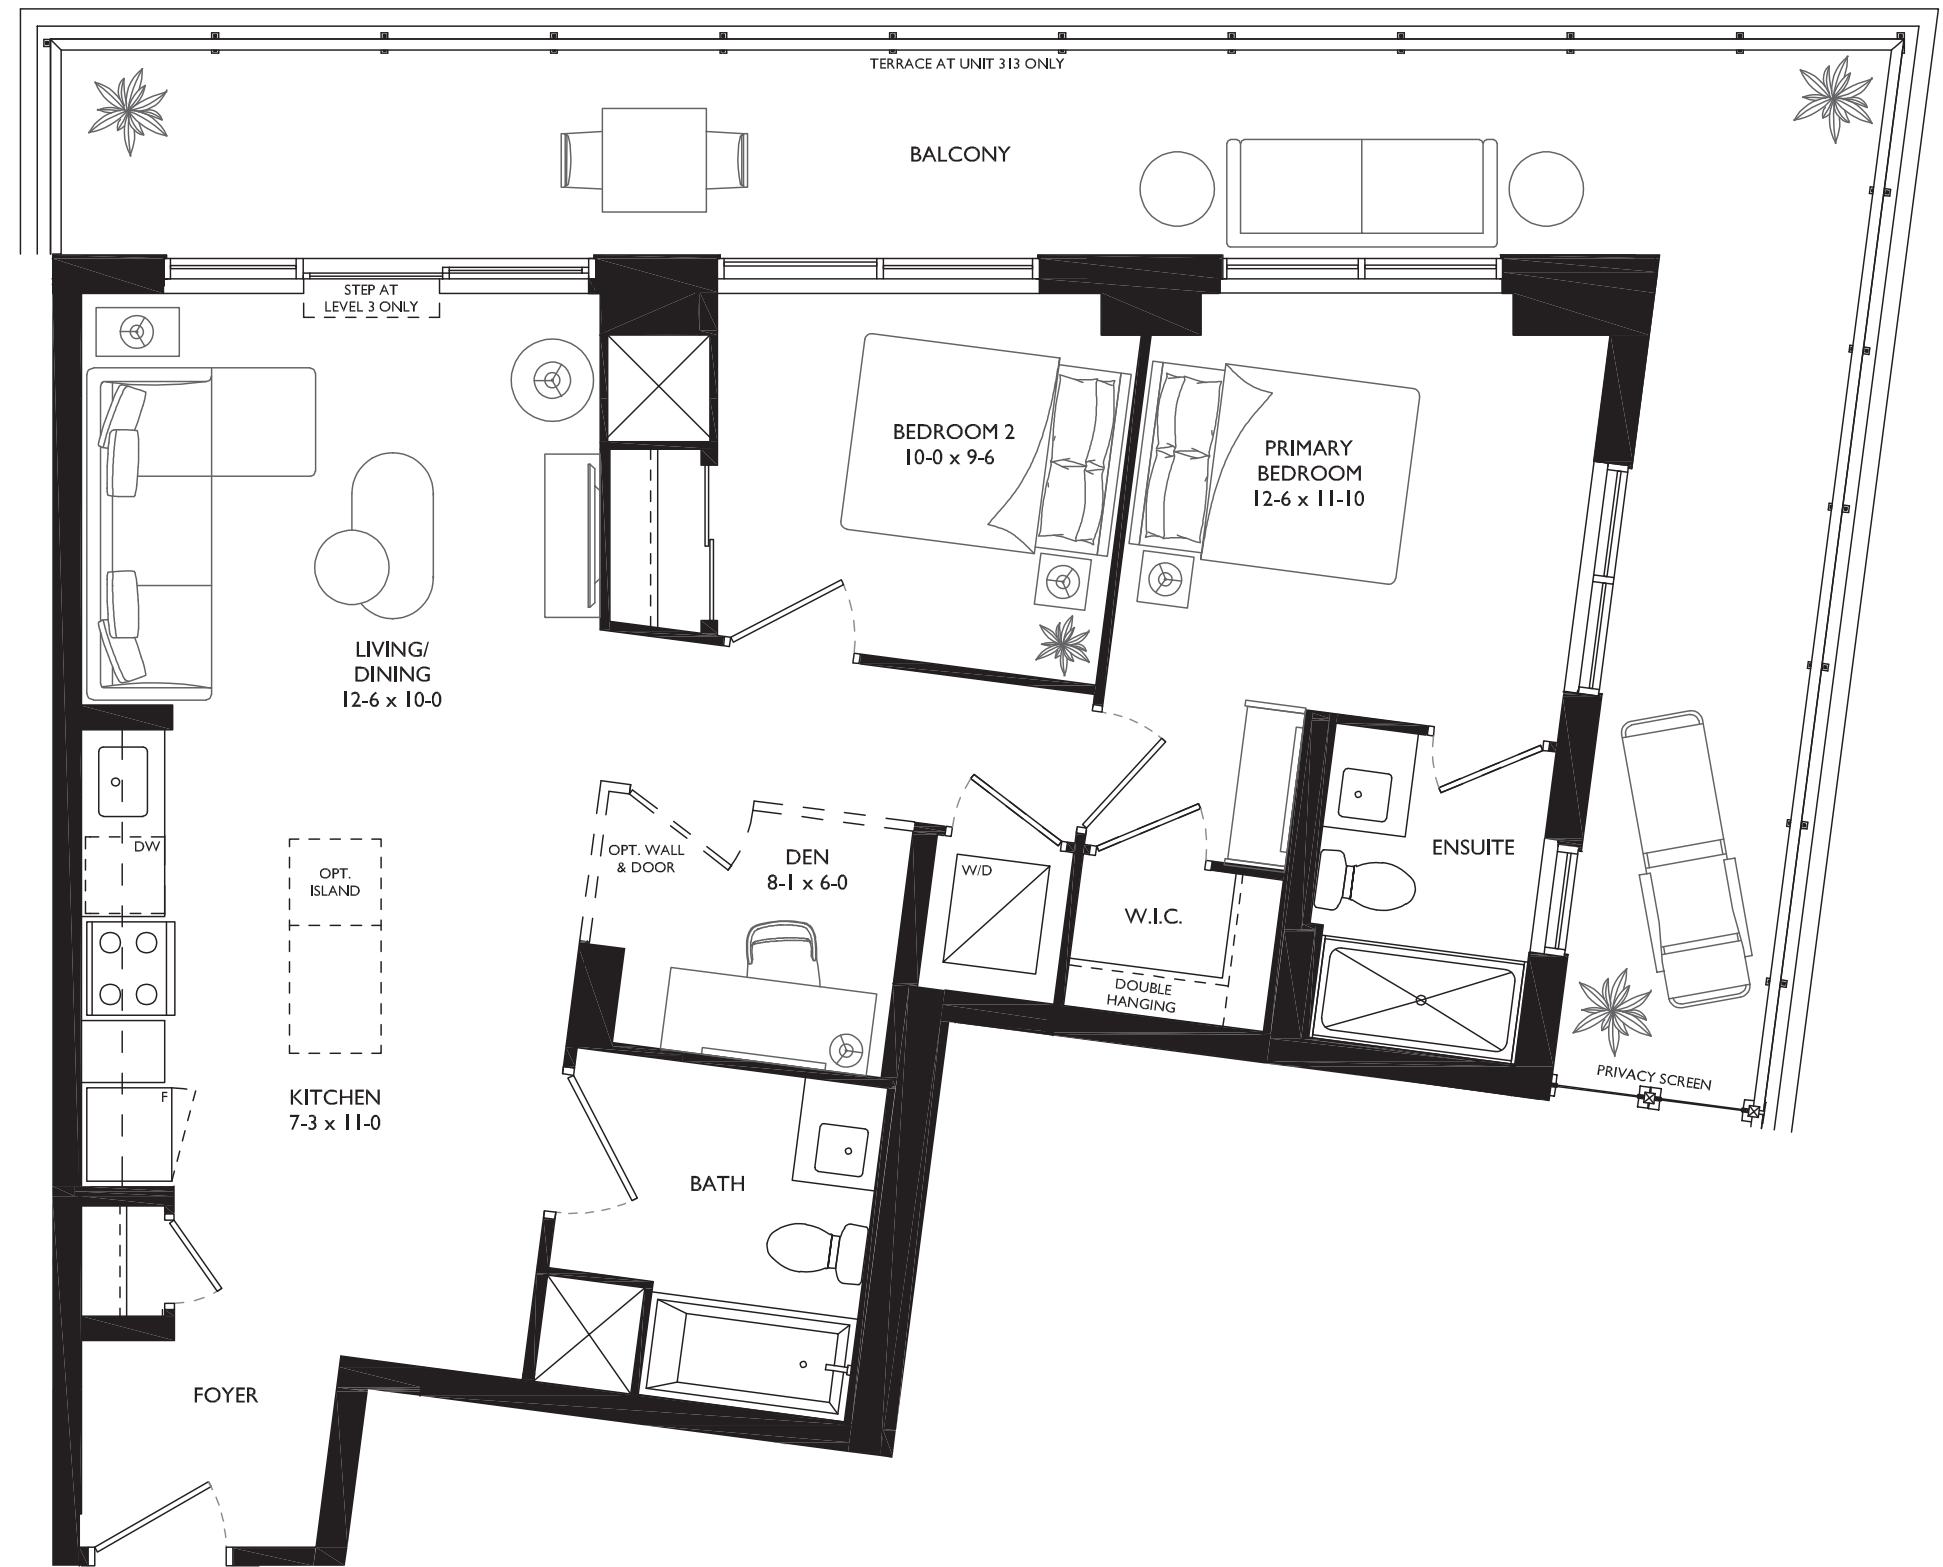 TERRACE AT UNIT 313 ONLY
BALCONY
STEP AT
LEVEL 3 ONLY
BEDROOM 2
10-0 x 9-6
PRIMARY
BEDROOM
12-6 x 11-10
LIVING/
DINING
12-6 x 10-0
DW
OPT.
ISLAND
OPT. WALL
& DOOR
DEN
8-1 x 6-0
W/D
W.I.C.
DOUBLE
HANGING
ENSUITE
PRIVACY SCREEN
F
KITCHEN
7-3 x 11-0
BATH
FOYER